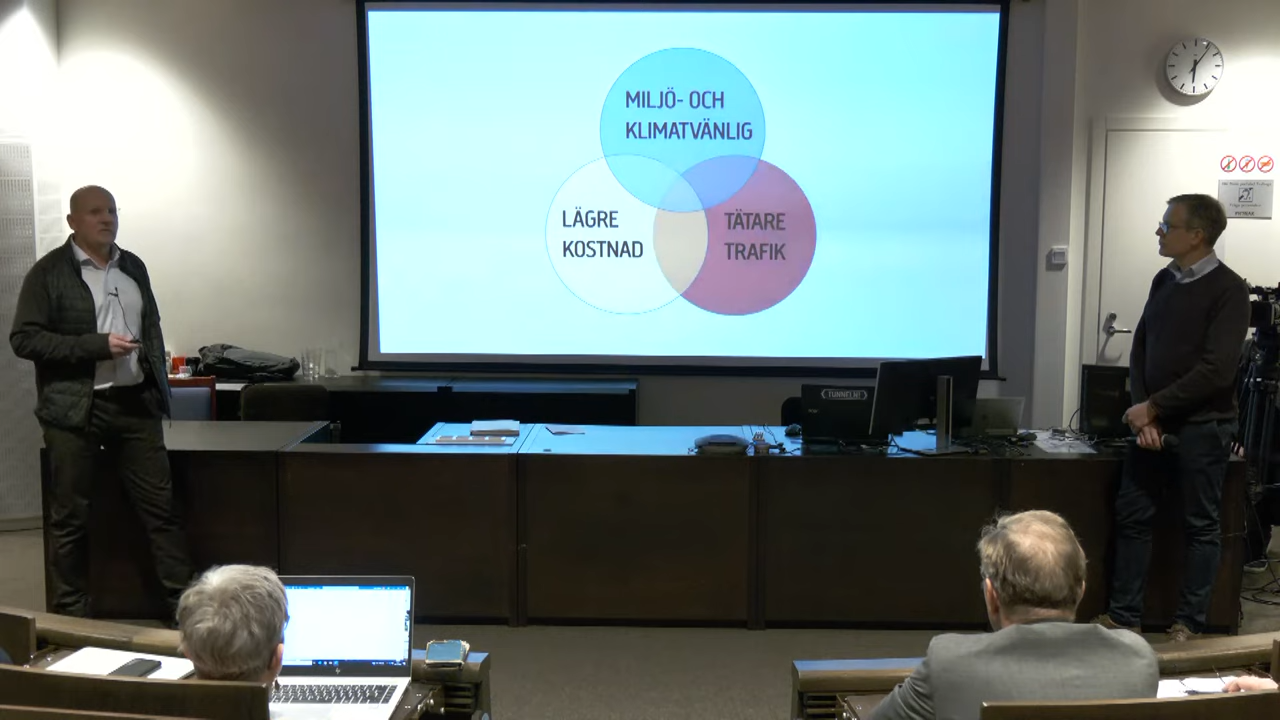 MILJÖ- OCH
KLIMATVÄNLIG
LÄGRE
KOSTNAD
TÄTARE
TRAFIK
TUNNELN!